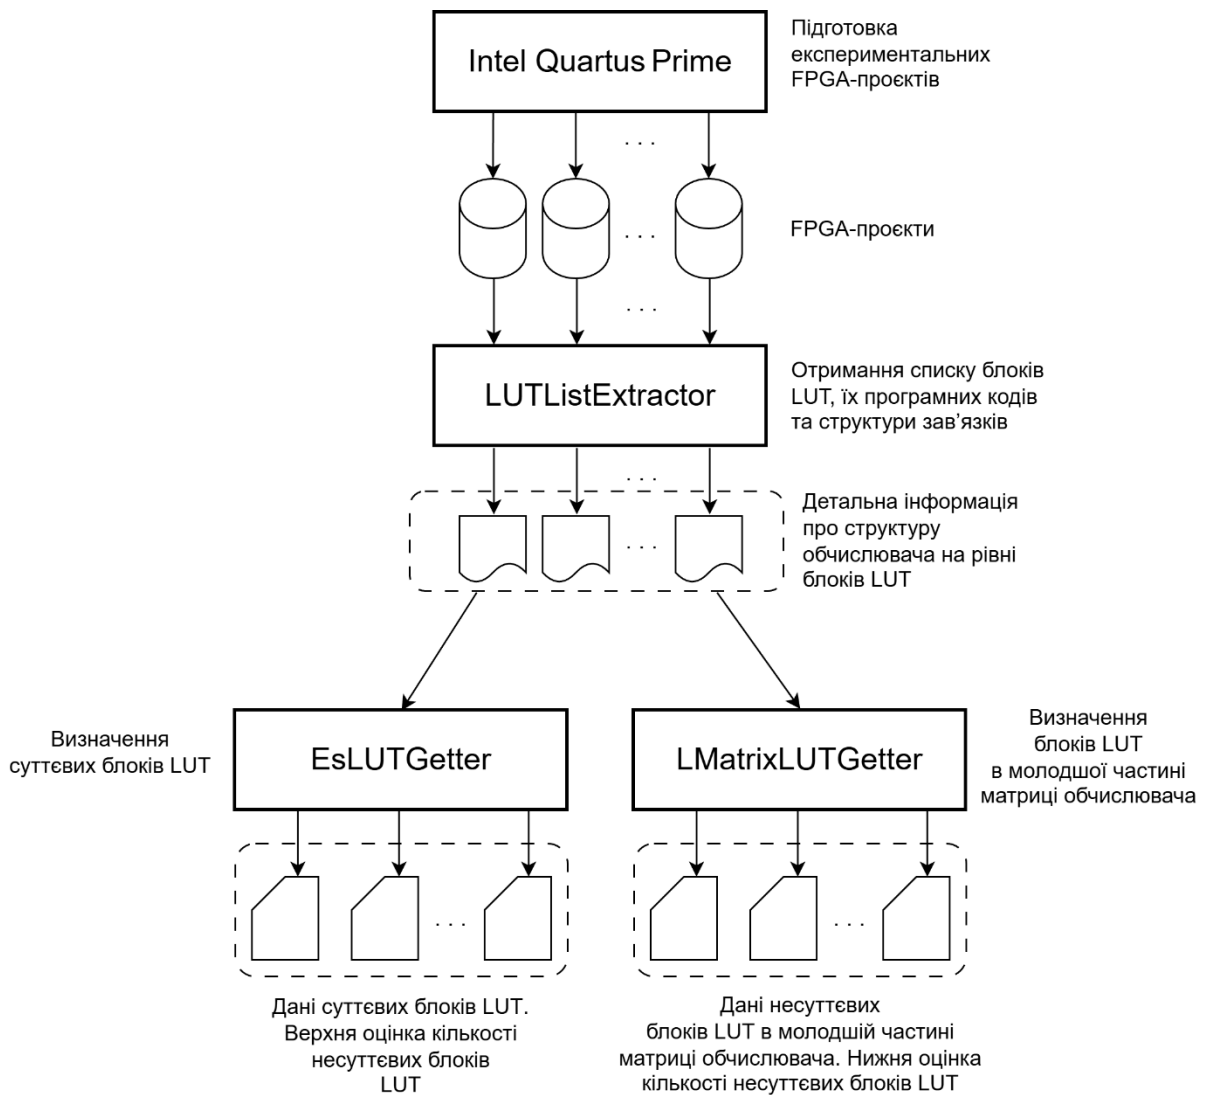 Intel Quartus Prime
Підготовка
експериментальних
FPGA-проєктів
. . .
FPGA-проєкти
. . .
. . .
LUTListExtractor
Отримання списку блоків
LUT, їх програмних кодів
та структури зав’язків
. . .
Детальна інформація
про структуру
обчислювача на рівні
блоків LUT
. . .
Визначення
суттєвих блоків LUT
EsLUTGetter
LMatrixLUTGetter
Визначення
блоків LUT
в молодшої частині
матриці обчислювача
. . .
. . .
Дані суттєвих блоків LUT.
Верхня оцінка кількості
несуттєвих блоків
LUT
Дані несуттєвих
блоків LUT в молодшій частині
матриці обчислювача. Нижня оцінка
кількості несуттєвих блоків LUT